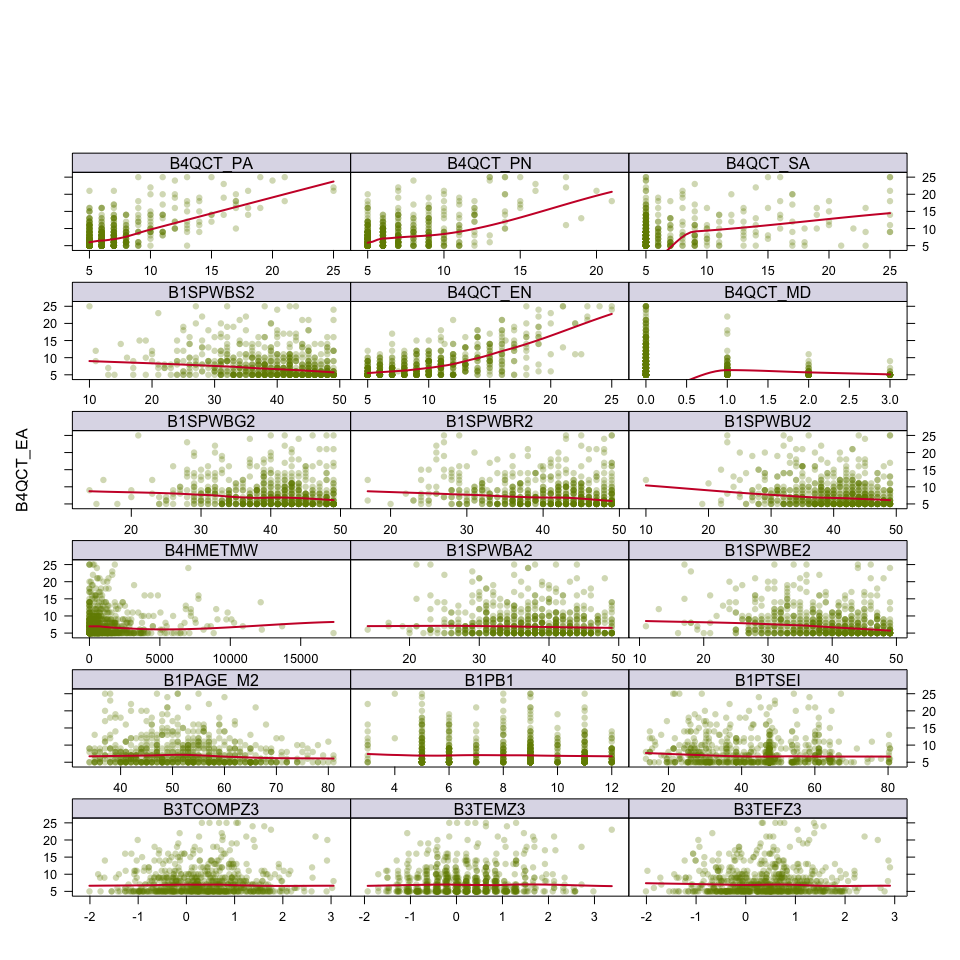 B4QCT_PA B4QCT_PN B4QCT_SA
25
20
15
10
5
5 10 15 20 25 5 10 15 20 5 10 15 20 25
B1SPWBS2 B4QCT_EN B4QCT_MD
25
20
15
10
5
10 20 30 40 50 5 10 15 20 25 0.0 0.5 1.0 1.5 2.0 2.5 3.0
B1SPWBG2 B1SPWBR2 B1SPWBU2
25
20
15
10
5
20 30 40 50 20 30 40 50 10 20 30 40 50
B4QCT_EA
B4HMETMW B1SPWBA2 B1SPWBE2
25
20
15
10
5
0 5000 10000 15000 20 30 40 50 10 20 30 40 50
B1PAGE_M2 B1PB1 B1PTSEI
25
20
15
10
5
40 50 60 70 80 4 6 8 10 12 20 40 60 80
B3TCOMPZ3 B3TEMZ3 B3TEFZ3
25
20
15
10
5
-2 -1 0 1 2 3 -2 -1 0 1 2 3 -2 -1 0 1 2 3